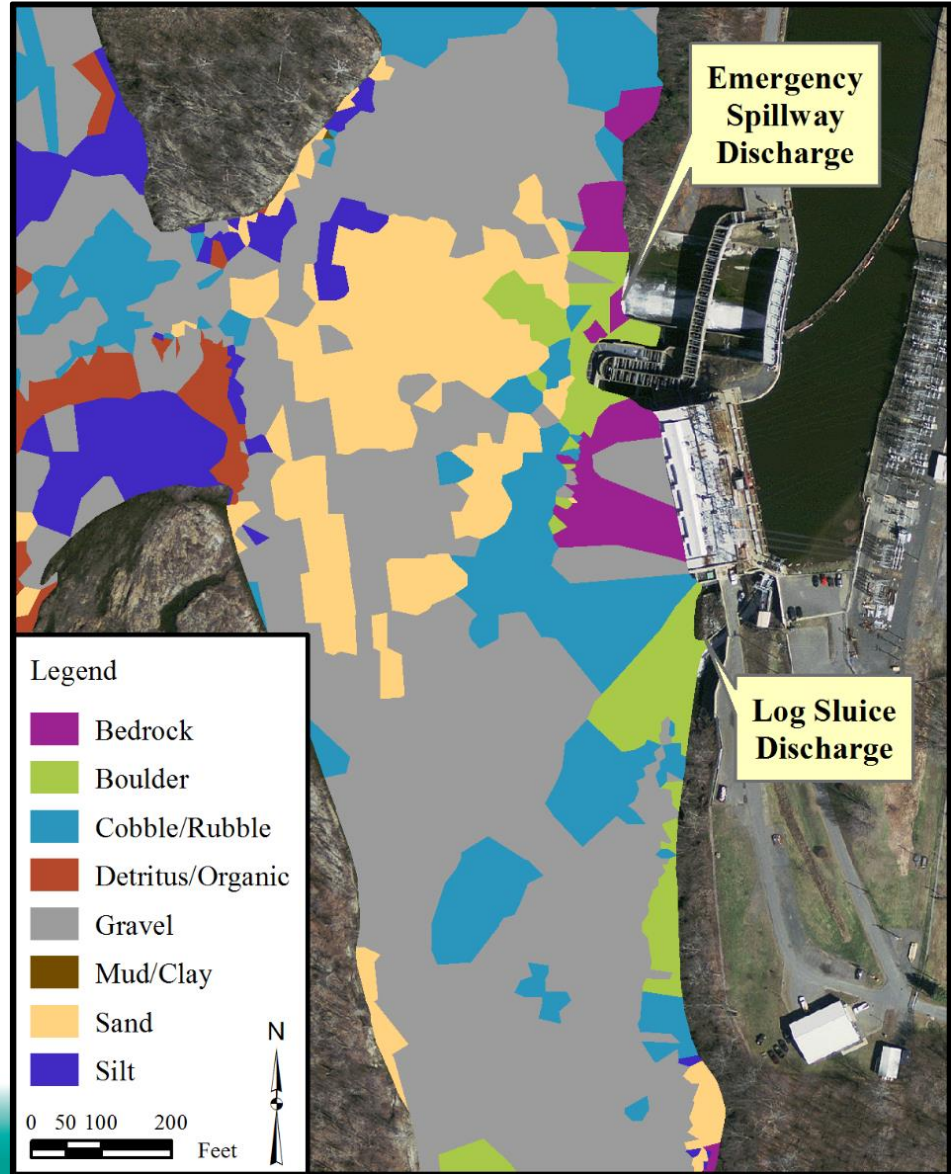 Emergency
Spillway
Discharge
Log Sluice
Discharge
Legend
Bedrock
Boulder
Cobble/Rubble
Detritus/Organic
Gravel
Mud/Clay
Sand
Silt
N
0 50 100 200
Feet